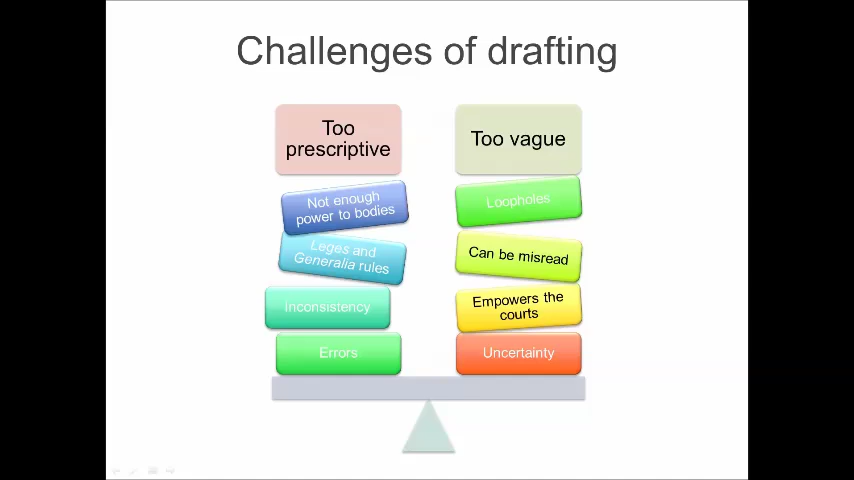 Challenges of drafting
Too
prescriptive
Not enough
power to bodies
Leges and
Generalia rules
Inconsistency
Errors
Too vague
Loopholes
Can be misread
Empowers the
courts
Uncertainty